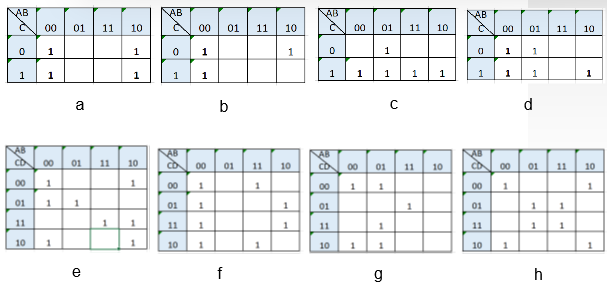 AB
C 00 01 11 10
0 1 1
1 1 1
a
AB
C 00 01 11 10
0 1 1
1 1
b
AB
C 00 01 11 10
0 1
1 1 1 1 1
c
AB
C 00 01 11 10
0 1 1
1 1 1 1
d
AB
CD 00 01 11 10
00 1 1
01 1 1
11 1 1
10 1 1
e
AB
CD 00 01 11 10
00 1 1
01 1 1
11 1 1
10 1 1
f
AB
CD 00 01 11 10
00 1 1
01 1
11 1
10 1 1
g
AB
CD 00 01 11 10
00 1 1
01 1 1
11 1 1
10 1 1
h